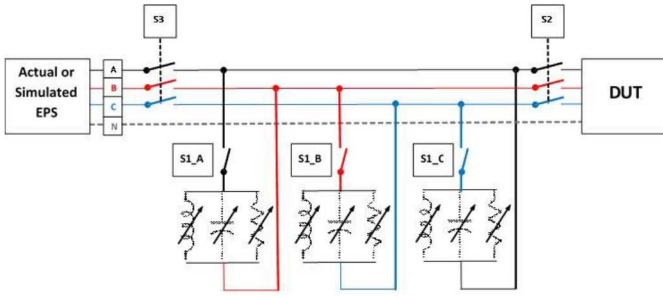 S3
S2
Actual or
Simulated
EPS
A
B
C
N
DUT
S1_A
S1_B
S1_C